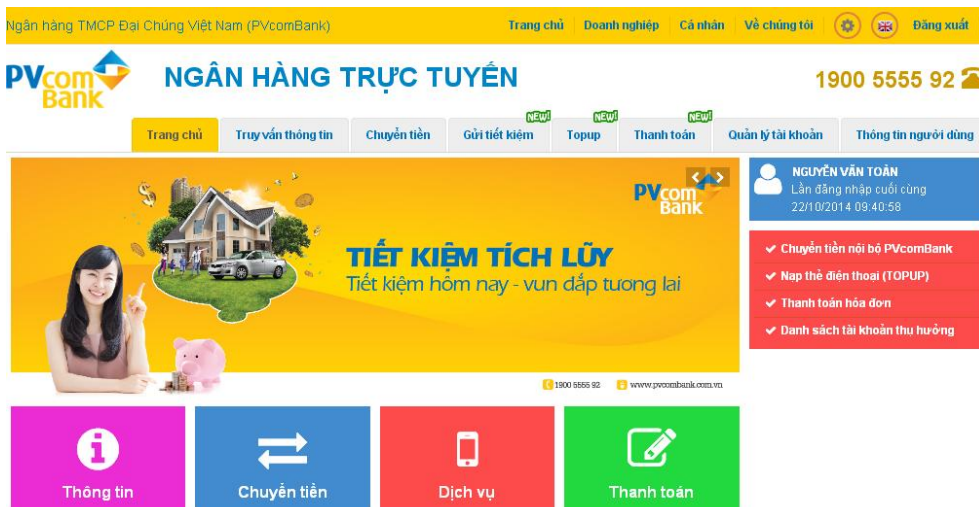 Ngân hàng TMCP Đại Chúng Việt Nam (PVcomBank)
Trang chủ Doanh nghiệp Cá nhân Về chúng tôi Đăng xuất
PVcom
Bank
NGÂN HÀNG TRỰC TUYẾN
1900 5555 92
NEW! NEW! NEW!
Trang chủ Truy vấn thông tin Chuyển tiền Gửi tiết kiệm Topup Thanh toán Quản lý tài khoản Thông tin người dùng
PVcom
Bank
TIẾT KIỆM TÍCH LŨY
Tiết kiệm hôm nay - vun đắp tương lai
1900 5555 92 www.pvcombank.com.vn
NGUYỄN VĂN TOẢN
Lần đăng nhập cuối cùng
22/10/2014 09:40:58
Chuyển tiền nội bộ PVcomBank
Nạp thẻ điện thoại (TOPUP)
Thanh toán hóa đơn
Danh sách tài khoản thụ hưởng
Thông tin
Chuyển tiền
Dịch vụ
Thanh toán